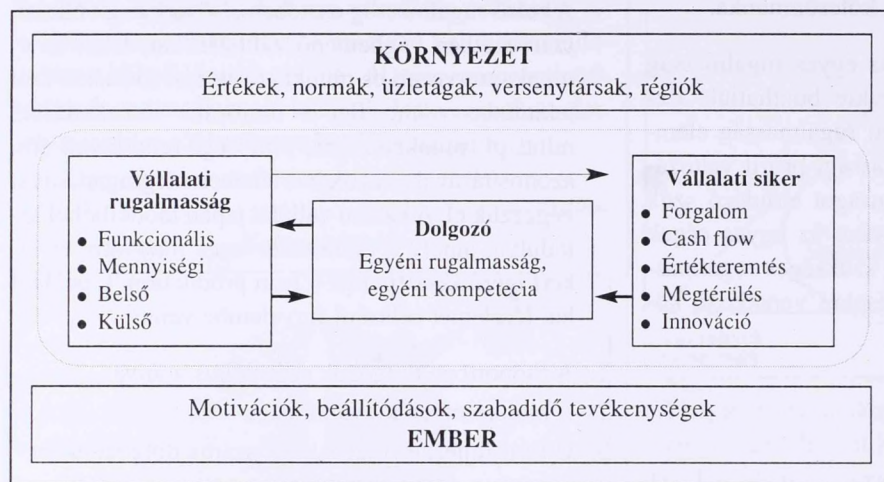 KÖRNYEZET
Értékek, normák, üzletágak, versenytársak, régiók
Vállalati
rugalmasság
• Funkcionális
• Mennyiségi
• Belső
• Külső
Dolgozó
Egyéni rugalmasság,
egyéni kompetecia
Vállalati siker
• Forgalom
• Cash flow
• Értékteremtés
• Megtérülés
• Innováció
Motivációk, beállítódások, szabadidő tevékenységek
EMBER